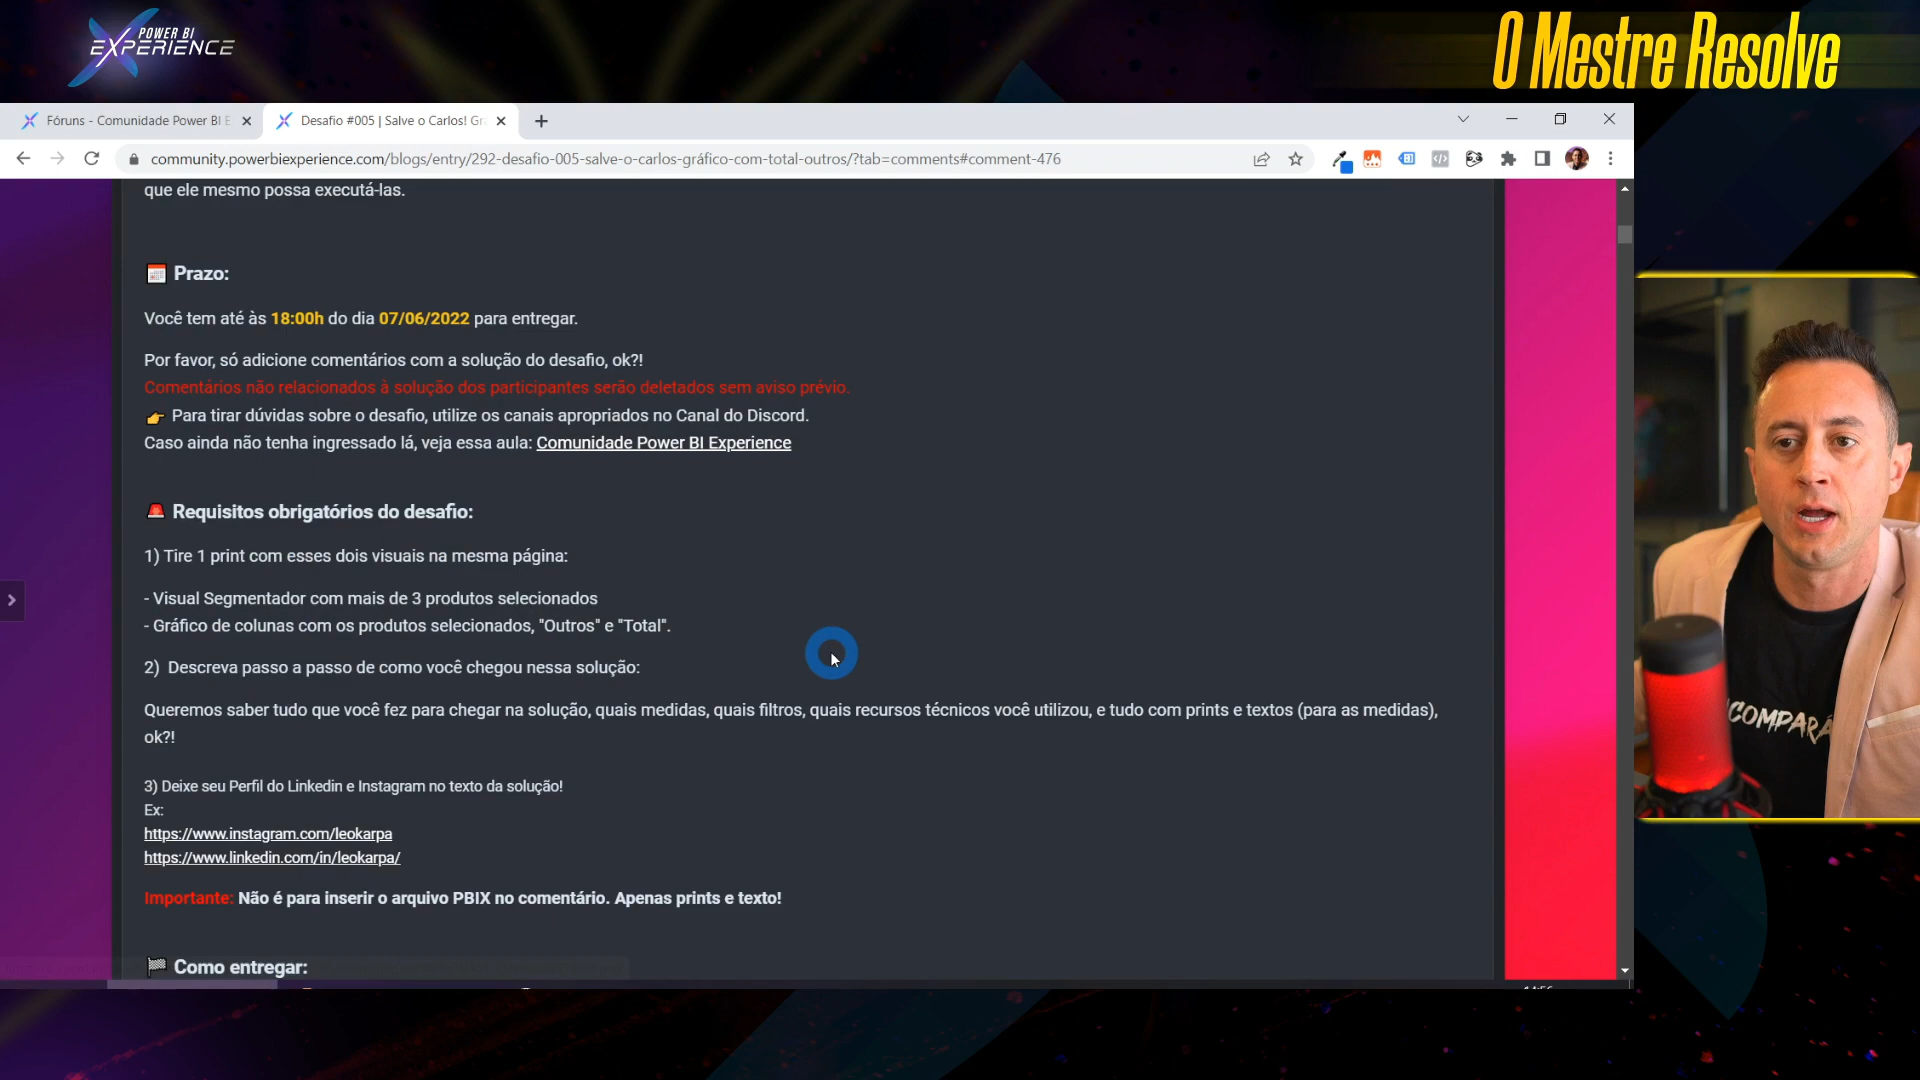 POWER BI
EXPERIENCE
O Mestre Resolve
Fóruns - Comunidade Power BI E
Desafio #005 | Salve o Carlos! Gr
community.powerbiexperience.com/blogs/entry/292-desafio-005-salve-o-carlos-gráfico-com-total-outros/?tab=comments#comment-476
que ele mesmo possa executá-las.
Prazo:
Você tem até às 18:00h do dia 07/06/2022 para entregar.
Por favor, só adicione comentários com a solução do desafio, ok?!
Comentários não relacionados à solução dos participantes serão deletados sem aviso prévio.
Para tirar dúvidas sobre o desafio, utilize os canais apropriados no Canal do Discord.
Caso ainda não tenha ingressado lá, veja essa aula: Comunidade Power BI Experience
Requisitos obrigatórios do desafio:
1) Tire 1 print com esses dois visuais na mesma página:
- Visual Segmentador com mais de 3 produtos selecionados
- Gráfico de colunas com os produtos selecionados, "Outros" e "Total".
2) Descreva passo a passo de como você chegou nessa solução:
Queremos saber tudo que você fez para chegar na solução, quais medidas, quais filtros, quais recursos técnicos você utilizou, e tudo com prints e textos (para as medidas),
ok?!
3) Deixe seu Perfil do Linkedin e Instagram no texto da solução!
Ex:
https://www.instagram.com/leokarpa
https://www.linkedin.com/in/leokarpa/
Importante: Não é para inserir o arquivo PBIX no comentário. Apenas prints e texto!
Como entregar:
COMPARÁ